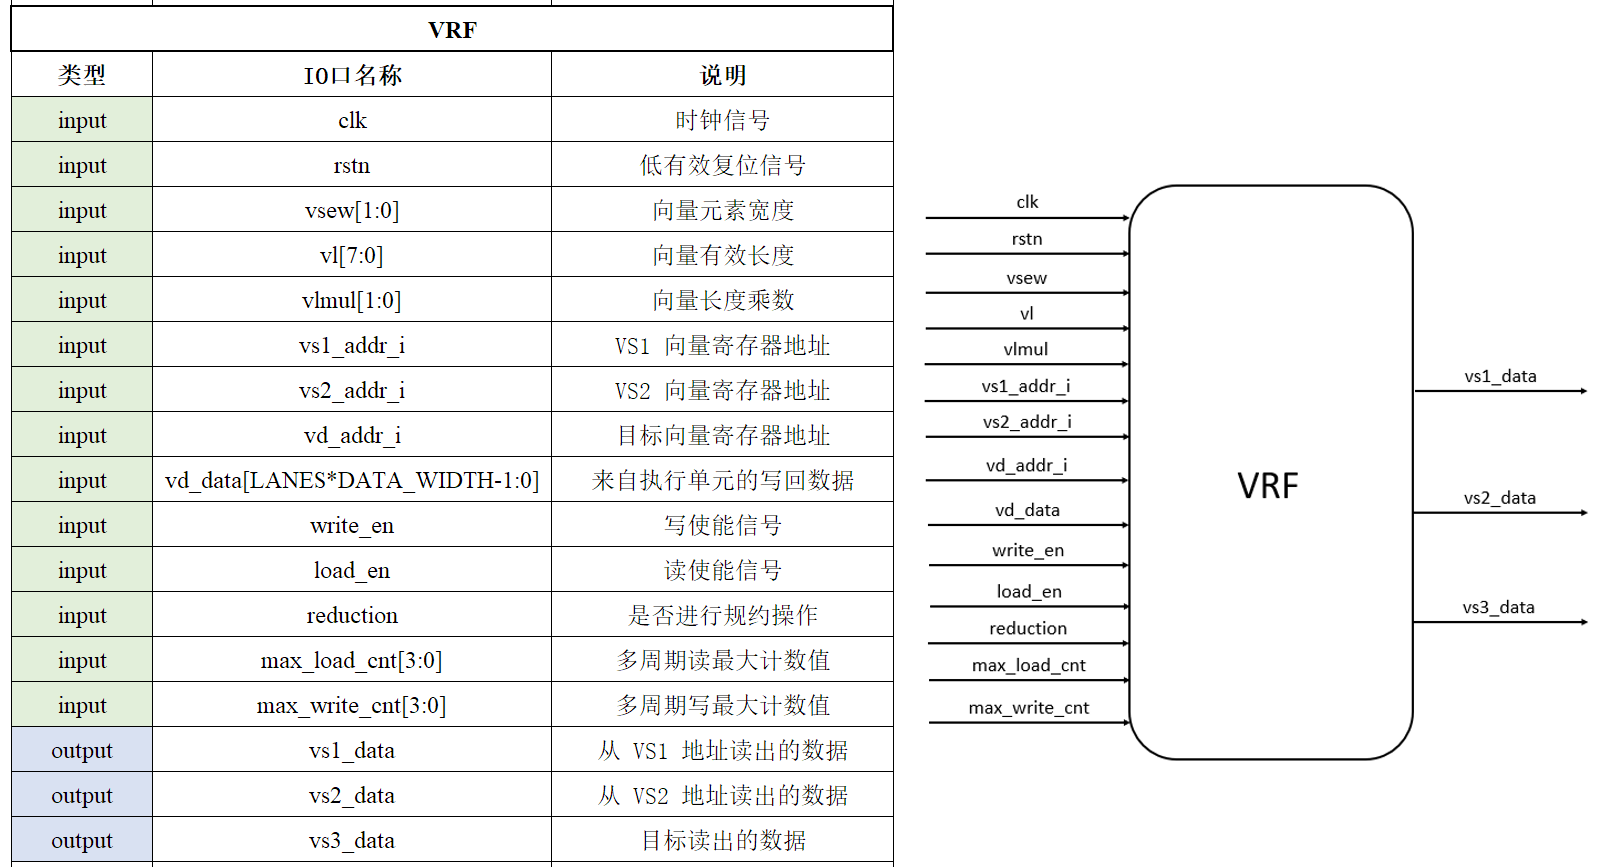 VRF
类型 IO口名称 说明
input clk 时钟信号
input rstn 低有效复位信号
input vsew[1:0] 向量元素宽度
input vl[7:0] 向量有效长度
input vlmul[1:0] 向量长度乘数
input vs1_addr_i VS1 向量寄存器地址
input vs2_addr_i VS2 向量寄存器地址
input vd_addr_i 目标向量寄存器地址
input vd_data[LANES*DATA_WIDTH-1:0] 来自执行单元的写回数据
input write_en 写使能信号
input load_en 读使能信号
input reduction 是否进行规约操作
input max_load_cnt[3:0] 多周期读最大计数值
input max_write_cnt[3:0] 多周期写最大计数值
output vs1_data 从 VS1 地址读出的数据
output vs2_data 从 VS2 地址读出的数据
output vs3_data 目标读出的数据
clk
rstn
vsew
vl
vlmul
vs1_addr_i
vs2_addr_i
vd_addr_i
vd_data
write_en
load_en
reduction
max_load_cnt
max_write_cnt
VRF
vs1_data
vs2_data
vs3_data